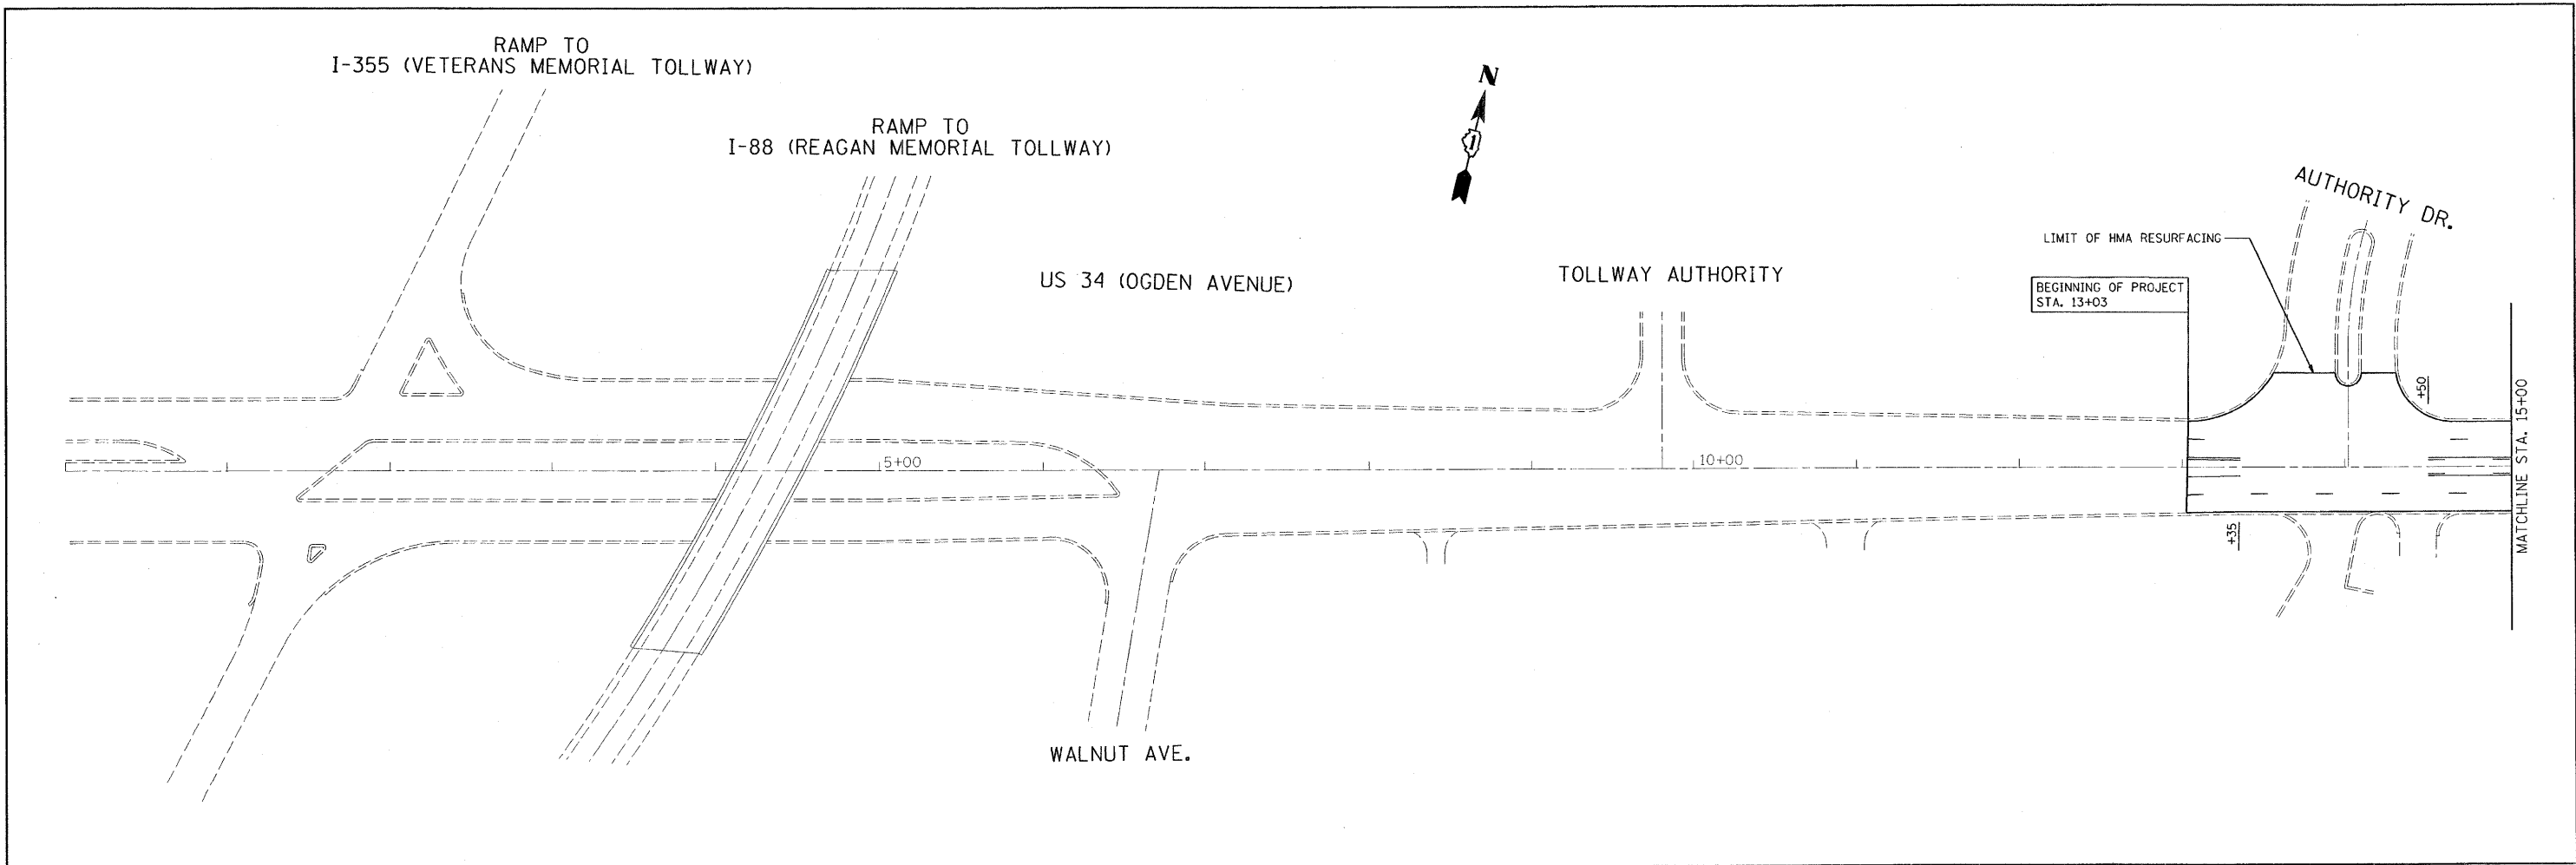 RAMP TO
I-355 (VETERANS MEMORIAL TOLLWAY)
RAMP TO
I-88 (REAGAN MEMORIAL TOLLWAY)
N
1
US 34 (OGDEN AVENUE)
TOLLWAY AUTHORITY
AUTHORITY DR.
LIMIT OF HMA RESURFACING
BEGINNING OF PROJECT
STA. 13+03
+50
MATCHLINE STA. 15+00
5+00
10+00
+35
WALNUT AVE.